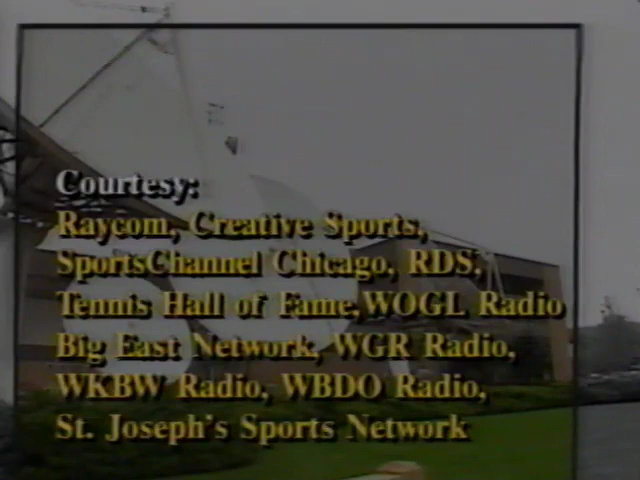 Courtesy:
Raycom, Creative Sports,
SportsChannel Chicago, RDS,
Tennis Hall of Fame, WOGL Radio
Big East Network, WGR Radio,
WKBW Radio, WBDO Radio,
St. Joseph's Sports Network